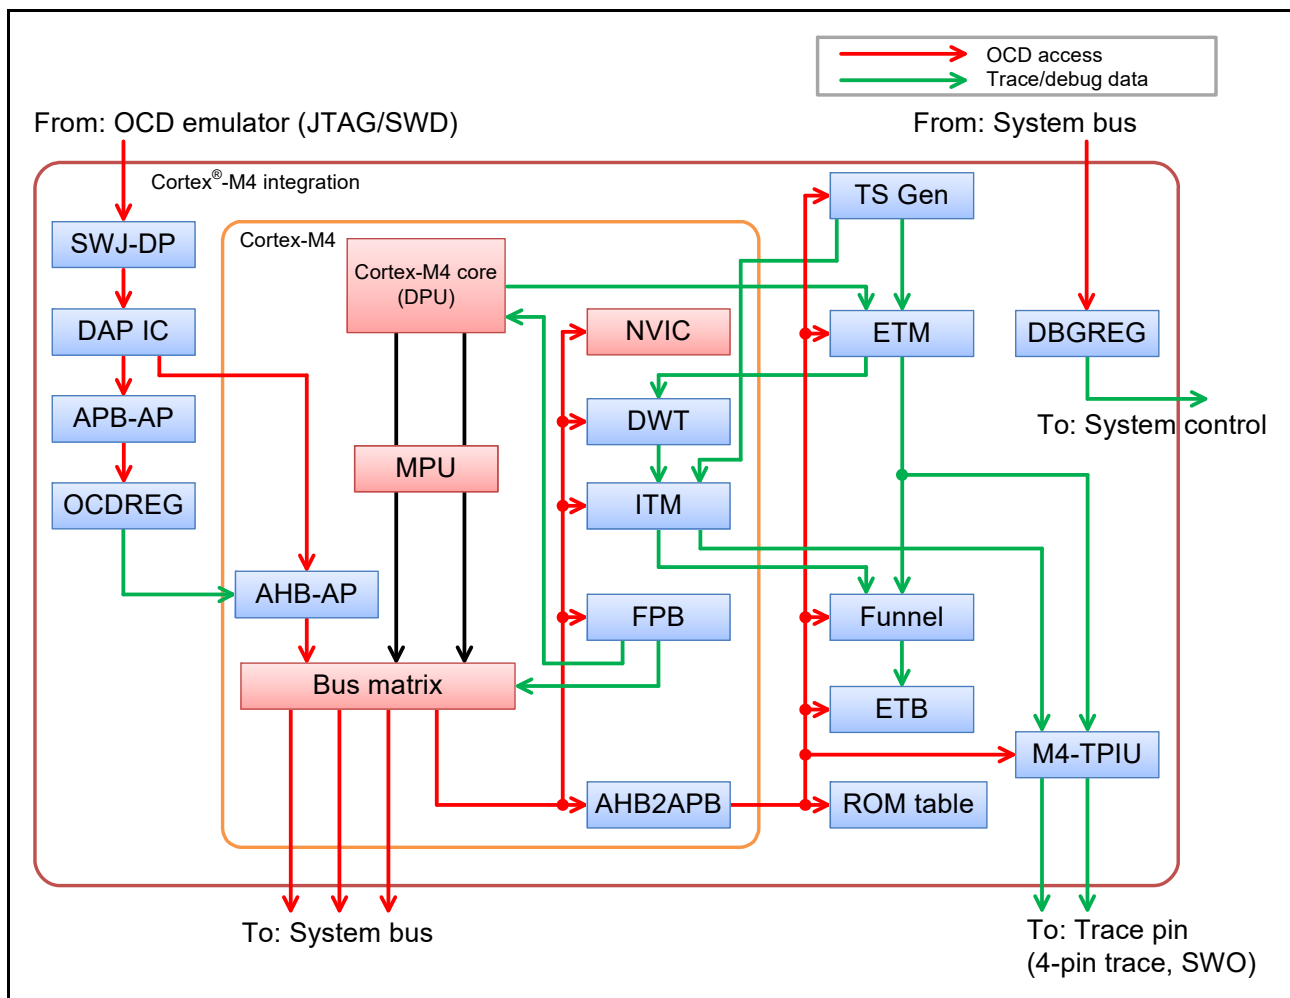 OCD access
Trace/debug data
From: OCD emulator (JTAG/SWD)
From: System bus
Cortex®-M4 integration
TS Gen
SWJ-DP
Cortex-M4
Cortex-M4 core
(DPU)
DAP IC
NVIC
ETM
DBGREG
APB-AP
DWT
To: System control
MPU
OCDREG
ITM
AHB-AP
FPB
Funnel
Bus matrix
ETB
M4-TPIU
AHB2APB
ROM table
To: System bus
To: Trace pin
(4-pin trace, SWO)